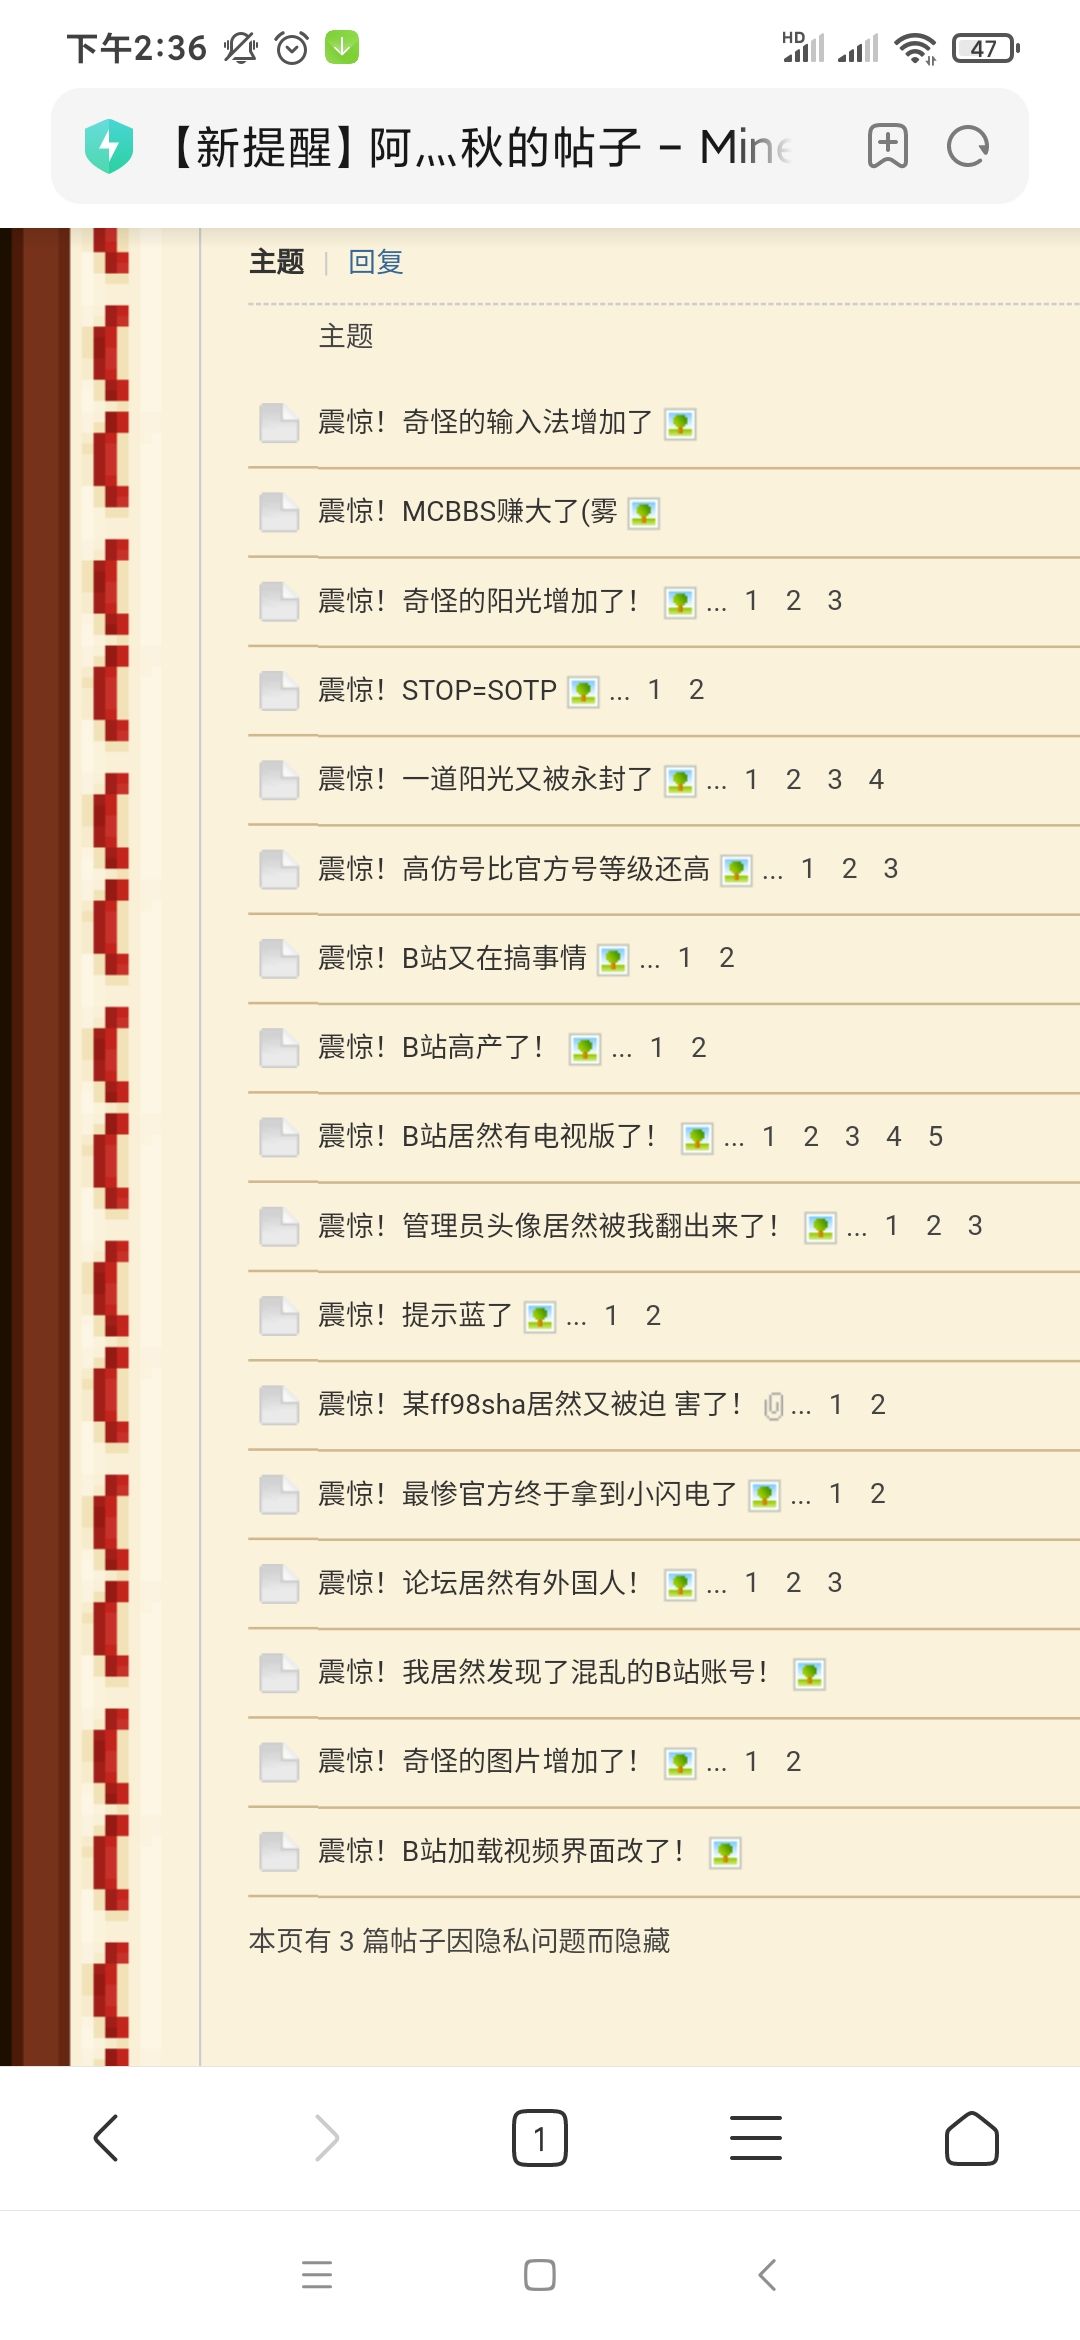 下午2:36
HD
47
【新提醒】阿灬秋的帖子 - Mine
主题 | 回复
主题
震惊！奇怪的输入法增加了
震惊！MCBBS赚大了(雾
震惊！奇怪的阳光增加了！ ... 1 2 3
震惊！STOP=SOTP ... 1 2
震惊！一道阳光又被永封了 ... 1 2 3 4
震惊！高仿号比官方号等级还高 ... 1 2 3
震惊！B站又在搞事情 ... 1 2
震惊！B站高产了！ ... 1 2
震惊！B站居然有电视版了！ ... 1 2 3 4 5
震惊！管理员头像居然被我翻出来了！ ... 1 2 3
震惊！提示蓝了 ... 1 2
震惊！某ff98sha居然又被迫 害了！ ... 1 2
震惊！最惨官方终于拿到小闪电了 ... 1 2
震惊！论坛居然有外国人！ ... 1 2 3
震惊！我居然发现了混乱的B站账号！
震惊！奇怪的图片增加了！ ... 1 2
震惊！B站加载视频界面改了！
本页有 3 篇帖子因隐私问题而隐藏
1